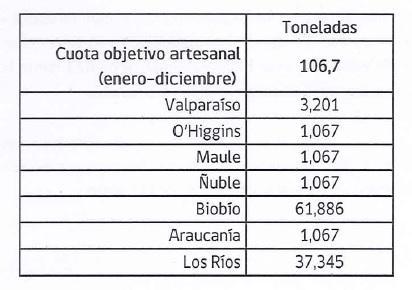 Toneladas
Cuota objetivo artesanal
(enero-diciembre) 106,7
Valparaíso 3,201
O'Higgins 1,067
Maule 1,067
Ñuble 1,067
Biobío 61,886
Araucanía 1,067
Los Ríos 37,345